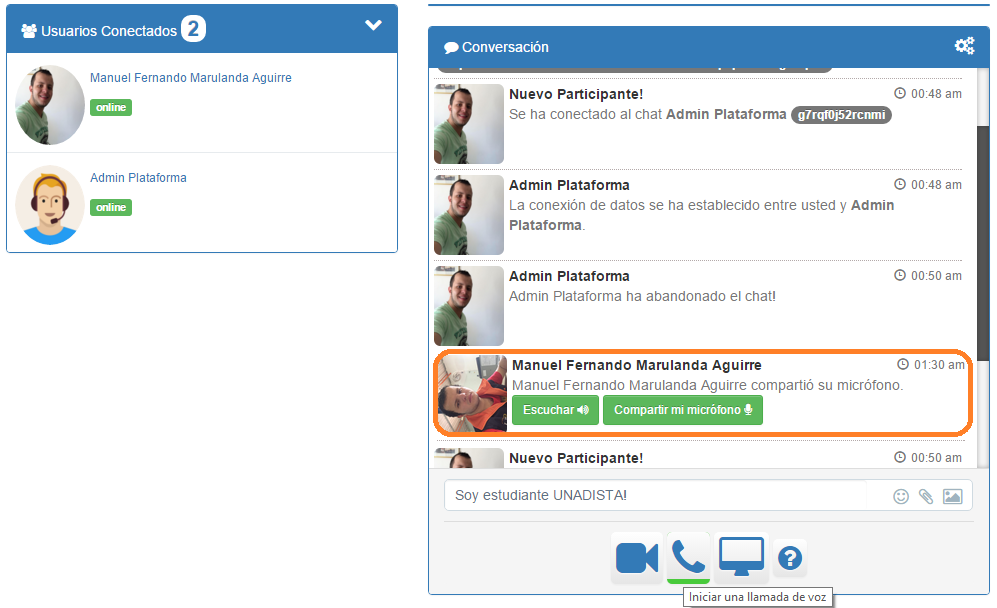 Usuarios Conectados 2
Manuel Fernando Marulanda Aguirre
online
Admin Plataforma
online
Conversación
Nuevo Participante! 00:48 am
Se ha conectado al chat Admin Plataforma g7rqf0j52rcnmi
Admin Plataforma 00:48 am
La conexión de datos se ha establecido entre usted y Admin
Plataforma.
Admin Plataforma 00:50 am
Admin Plataforma ha abandonado el chat!
Manuel Fernando Marulanda Aguirre 01:30 am
Manuel Fernando Marulanda Aguirre compartió su micrófono.
Escuchar Compartir mi micrófono
Nuevo Participante! 00:50 am
Soy estudiante UNADISTA!
?
Iniciar una llamada de voz